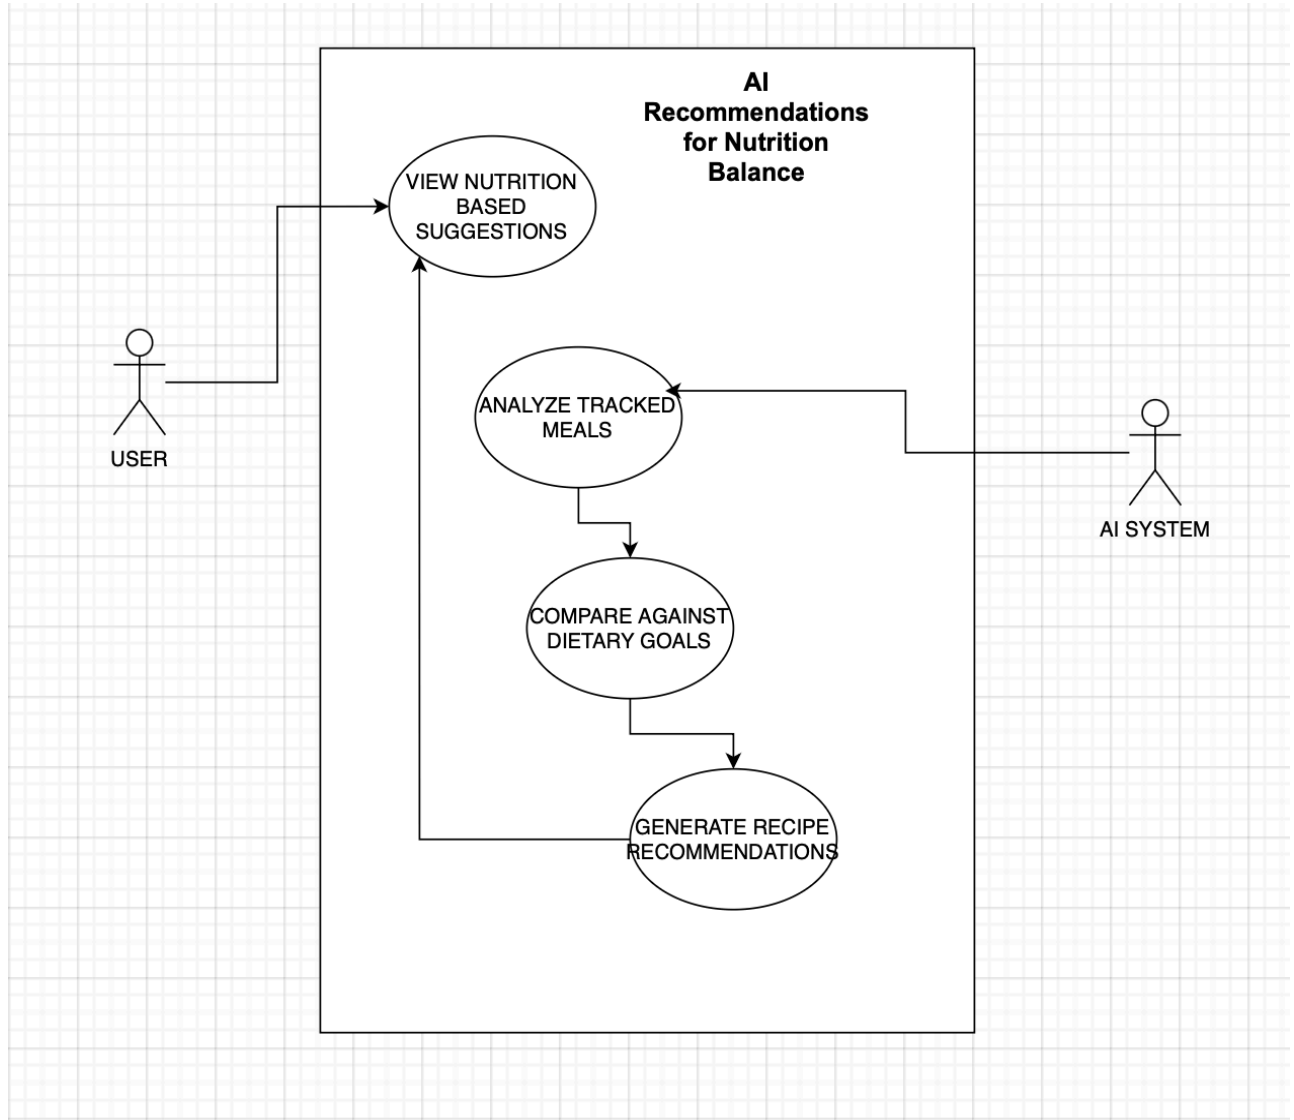 AI
Recommendations
for Nutrition
Balance
VIEW NUTRITION
BASED
SUGGESTIONS
ANALYZE TRACKED
MEALS
USER
AI SYSTEM
COMPARE AGAINST
DIETARY GOALS
GENERATE RECIPE
RECOMMENDATIONS